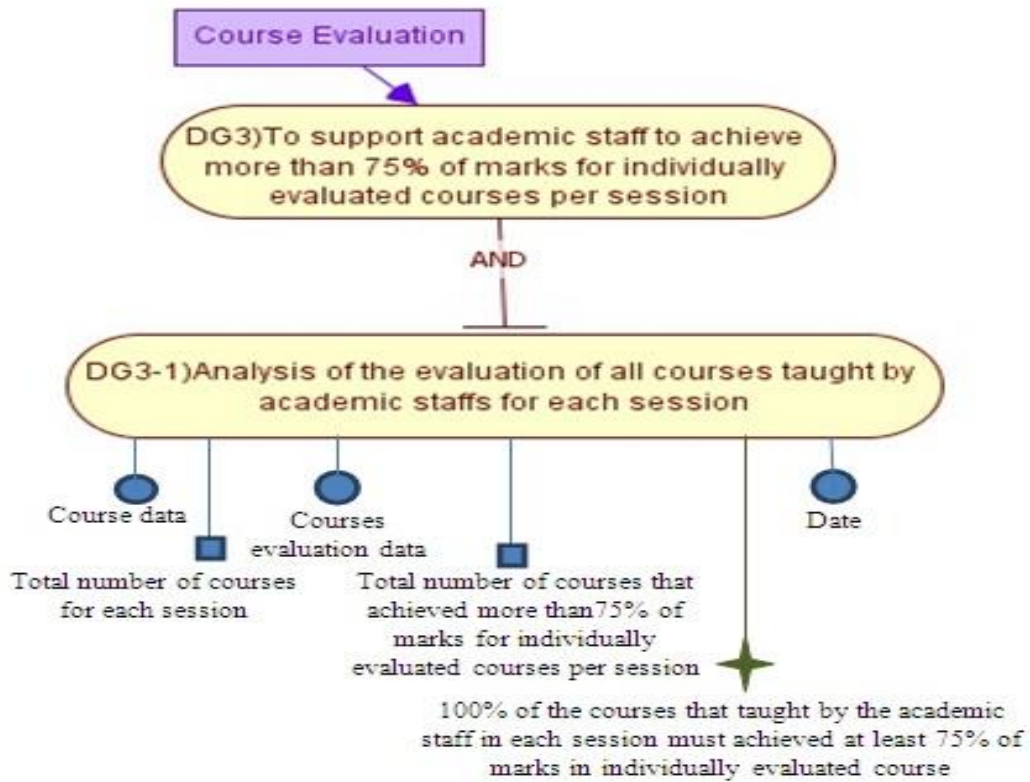 Course Evaluation
DG3)To support academic staff to achieve
more than 75% of marks for individually
evaluated courses per session
AND
DG3-1)Analysis of the evaluation of all courses taught by
academic staffs for each session
Course data
Courses
evaluation data
Date
Total number of courses
for each session
Total number of courses that
achieved more than75% of
marks for individually
evaluated courses per session
100% of the courses that taught by the academic
staff in each session must achieved at least 75% of
marks in individually evaluated course